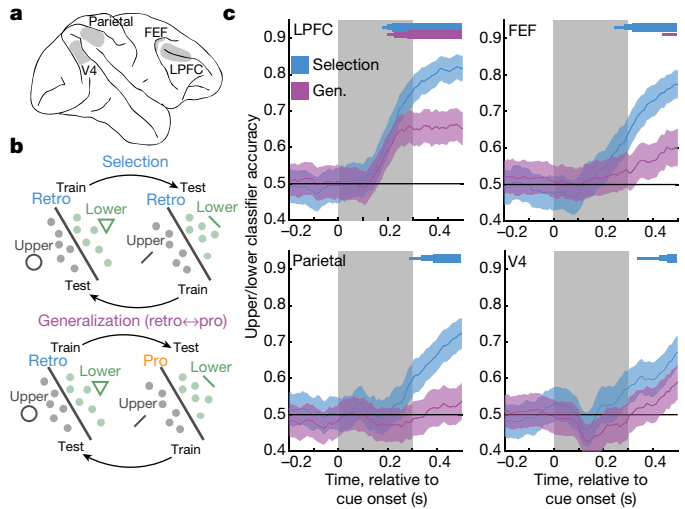 a
Parietal
FEF
V4
LPFC
b
Selection
Train
Test
Retro
Retro
Lower
Lower
Upper
Upper
Test
Train
Generalization (retro↔pro)
Train
Test
Retro
Pro
Lower
Lower
Upper
Upper
Test
Train
c
Upper/lower classifier accuracy
LPFC
Selection
Gen.
0.9
0.8
0.7
0.6
0.5
0.4
FEF
0.9
0.8
0.7
0.6
0.5
0.4
Parietal
0.9
0.8
0.7
0.6
0.5
0.4
−0.2 0 0.2 0.4
Time, relative to
cue onset (s)
V4
0.9
0.8
0.7
0.6
0.5
0.4
−0.2 0 0.2 0.4
Time, relative to
cue onset (s)